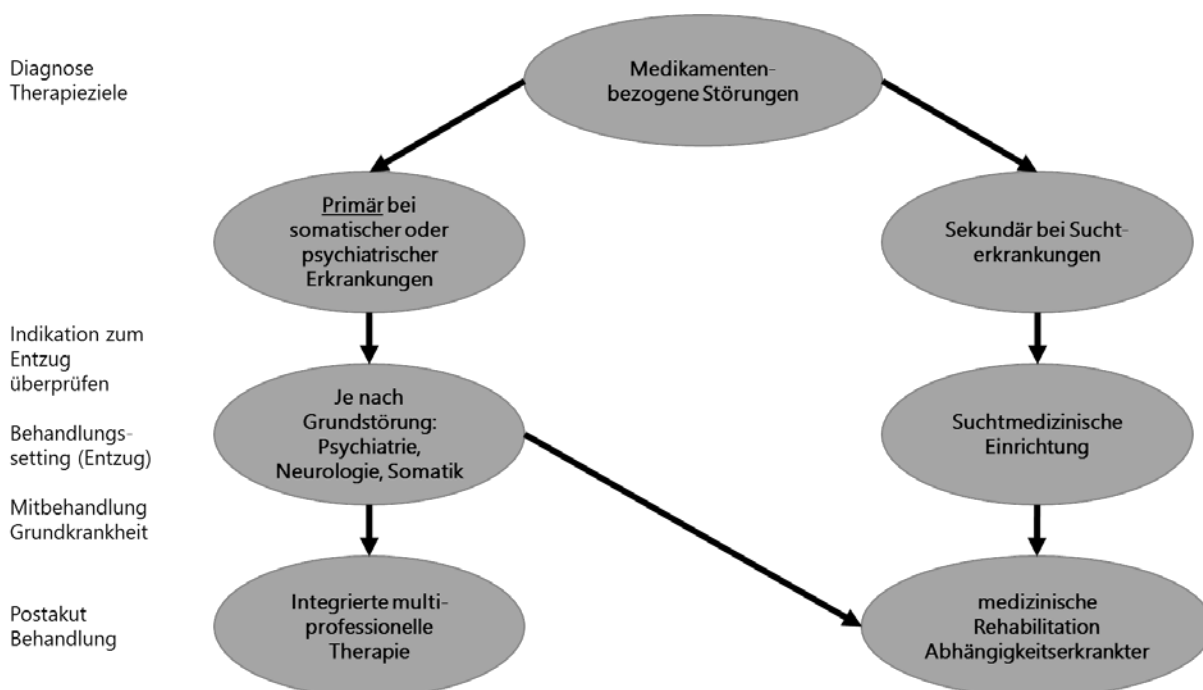 Diagnose
Therapieziele
Medikamenten-
bezogene Störungen
Primär bei
somatischer oder
psychiatrischer
Erkrankungen
Sekundär bei Sucht-
erkrankungen
Indikation zum
Entzug
überprüfen
Behandlungs-
setting (Entzug)
Je nach
Grundstörung:
Psychiatrie,
Neurologie, Somatik
Suchtmedizinische
Einrichtung
Mitbehandlung
Grundkrankheit
Postakut
Behandlung
Integrierte multi-
professionelle
Therapie
medizinische
Rehabilitation
Abhängigkeitserkrankter